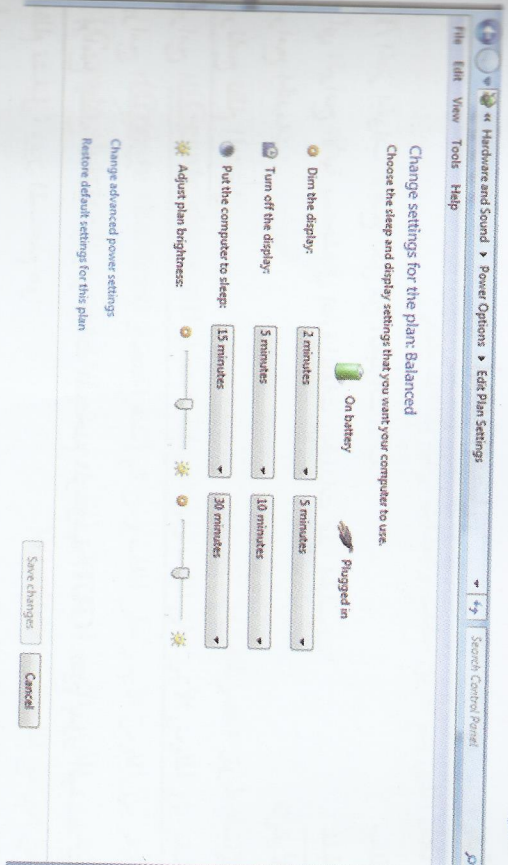 « Hardware and Sound ▸ Power Options ▸ Edit Plan Settings Search Control Panel
File Edit View Tools Help
Change settings for the plan: Balanced
Choose the sleep and display settings that you want your computer to use.
On battery Plugged in
Dim the display: 2 minutes 5 minutes
Turn off the display: 5 minutes 10 minutes
Put the computer to sleep: 15 minutes 30 minutes
Adjust plan brightness:
Change advanced power settings
Restore default settings for this plan
Save changes Cancel